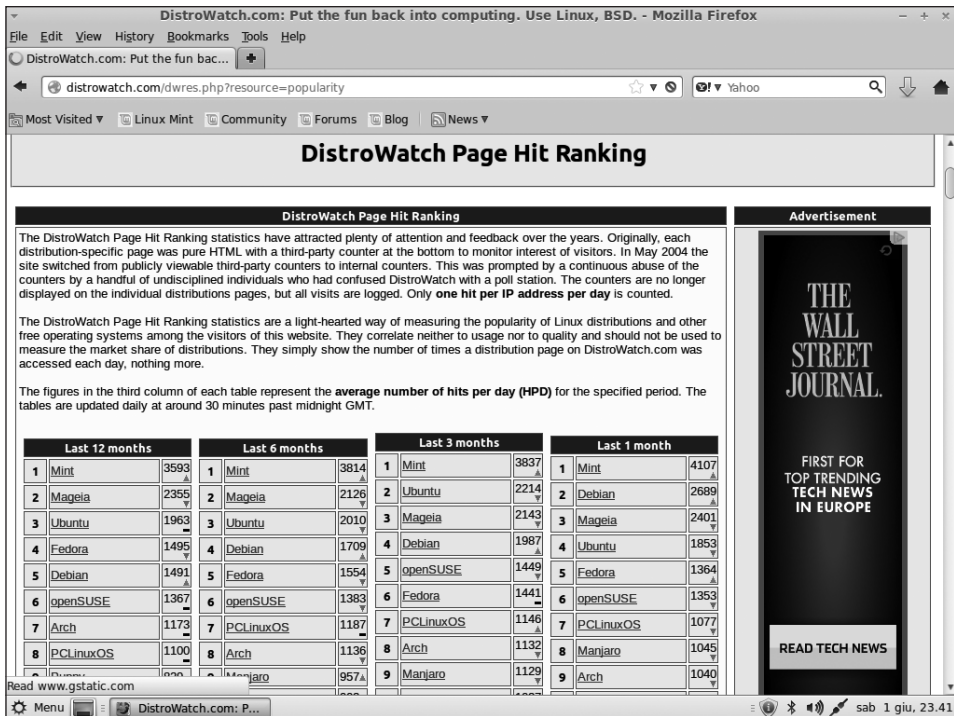 DistroWatch.com: Put the fun back into computing. Use Linux, BSD. - Mozilla Firefox
File Edit View History Bookmarks Tools Help
DistroWatch.com: Put the fun bac...
distrowatch.com/dwres.php?resource=popularity
Yahoo
Most Visited Linux Mint Community Forums Blog News
DistroWatch Page Hit Ranking
DistroWatch Page Hit Ranking
The DistroWatch Page Hit Ranking statistics have attracted plenty of attention and feedback over the years. Originally, each
distribution-specific page was pure HTML with a third-party counter at the bottom to monitor interest of visitors. In May 2004 the
site switched from publicly viewable third-party counters to internal counters. This was prompted by a continuous abuse of the
counters by a handful of undisciplined individuals who had confused DistroWatch with a poll station. The counters are no longer
displayed on the individual distributions pages, but all visits are logged. Only one hit per IP address per day is counted.
The DistroWatch Page Hit Ranking statistics are a light-hearted way of measuring the popularity of Linux distributions and other
free operating systems among the visitors of this website. They correlate neither to usage nor to quality and should not be used to
measure the market share of distributions. They simply show the number of times a distribution page on DistroWatch.com was
accessed each day, nothing more.
The figures in the third column of each table represent the average number of hits per day (HPD) for the specified period. The
tables are updated daily at around 30 minutes past midnight GMT.
Last 12 months
1 Mint 3593
2 Mageia 2355
3 Ubuntu 1963
4 Fedora 1495
5 Debian 1491
6 openSUSE 1367
7 Arch 1173
8 PCLinuxOS 1100
Last 6 months
1 Mint 3814
2 Mageia 2126
3 Ubuntu 2010
4 Debian 1709
5 Fedora 1554
6 openSUSE 1383
7 PCLinuxOS 1187
8 Arch 1136
9 Manjaro 957
Last 3 months
1 Mint 3837
2 Ubuntu 2214
3 Mageia 2143
4 Debian 1987
5 openSUSE 1449
6 Fedora 1441
7 PCLinuxOS 1146
8 Arch 1132
9 Manjaro 1129
Last 1 month
1 Mint 4107
2 Debian 2689
3 Mageia 2401
4 Ubuntu 1853
5 Fedora 1364
6 openSUSE 1353
7 PCLinuxOS 1077
8 Manjaro 1045
9 Arch 1040
Advertisement
THE
WALL
STREET
JOURNAL.
FIRST FOR
TOP TRENDING
TECH NEWS
IN EUROPE
READ TECH NEWS
Read www.gstatic.com
Menu DistroWatch.com: P... sab 1 giu, 23.41